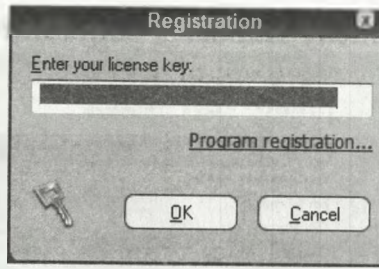 Registration
Enter your license key:
Program registration...
OK
Cancel